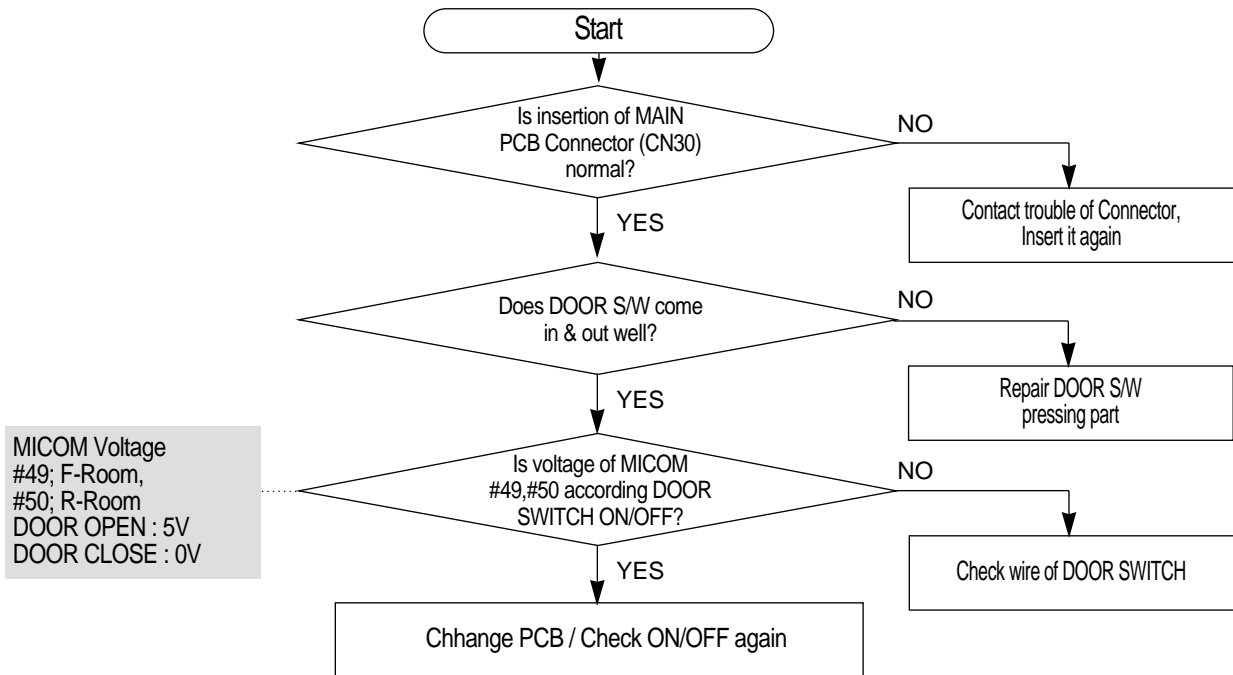 Start
Is insertion of MAIN
PCB Connector (CN30)
normal?
NO
Contact trouble of Connector,
Insert it again
YES
Does DOOR S/W come
in & out well?
NO
Repair DOOR S/W
pressing part
YES
MICOM Voltage
#49; F-Room,
#50; R-Room
DOOR OPEN : 5V
DOOR CLOSE : 0V
Is voltage of MICOM
#49,#50 according DOOR
SWITCH ON/OFF?
NO
Check wire of DOOR SWITCH
YES
Chhange PCB / Check ON/OFF again